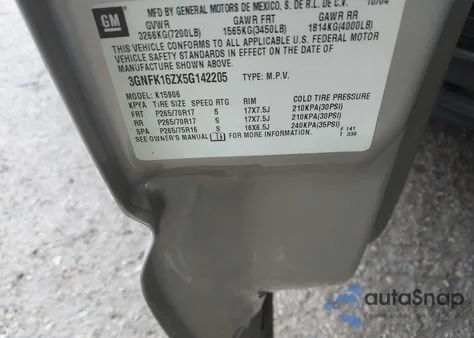 GM
MFD BY GENERAL MOTORS DE MEXICO, S. DE R.L. DE C.V. 10/04
GVWR GAWR FRT GAWR RR
3266KG(7200LB) 1565KG(3450LB) 1814KG(4000LB)
THIS VEHICLE CONFORMS TO ALL APPLICABLE U.S. FEDERAL MOTOR
VEHICLE SAFETY STANDARDS IN EFFECT ON THE DATE OF
MANUFACTURE SHOWN ABOVE.
3GNFK16ZX5G142205 TYPE: M.P.V.
MODEL: K15906
KPYA TIRE SIZE SPEED RTG RIM COLD TIRE PRESSURE
FRT P265/70R17 S 17X7.5J 210KPA(30PSI)
RR P265/70R17 S 17X7.5J 210KPA(30PSI)
SPA P265/75R16 S 16X6.5J 240KPA(35PSI)
SEE OWNER'S MANUAL FOR MORE INFORMATION. F 141
T 338
autoSnap